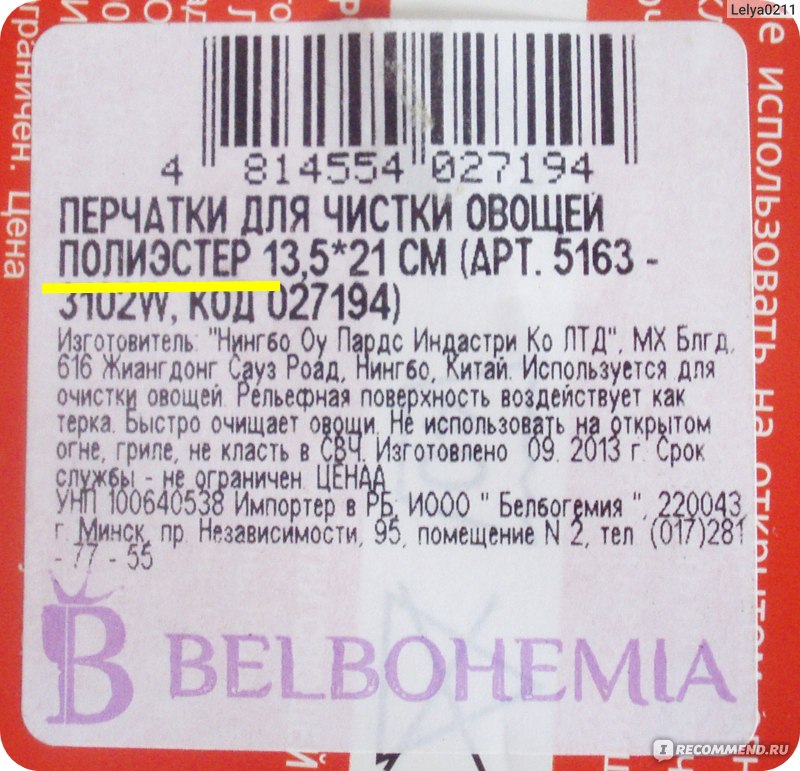 Lelya0211
4 814554 027194
ПЕРЧАТКИ ДЛЯ ЧИСТКИ ОВОЩЕЙ
ПОЛИЭСТЕР 13,5*21 СМ (АРТ. 5163 -
3102W, КОД 027194)
Изготовитель: "Нингбо Оу Пардс Индастри Ко ЛТД", МХ Блгд,
616 Жиангдонг Сауз Роад, Нингбо, Китай. Используется для
очистки овощей. Рельефная поверхность воздействует как
терка. Быстро очищает овощи. Не использовать на открытом
огне, гриле, не класть в СВЧ. Изготовлено 09. 2013 г. Срок
службы - не ограничен. ЦЕНАА
УНП 100640538 Импортер в РБ, ИООО " Белбогемия ", 220043,
г. Минск, пр. Независимости, 95, помещение N 2, тел. (017)281
- 77 - 55
B BELBOHEMIA
ограничен. Цена
е использовать на открытом
I RECOMMEND.RU